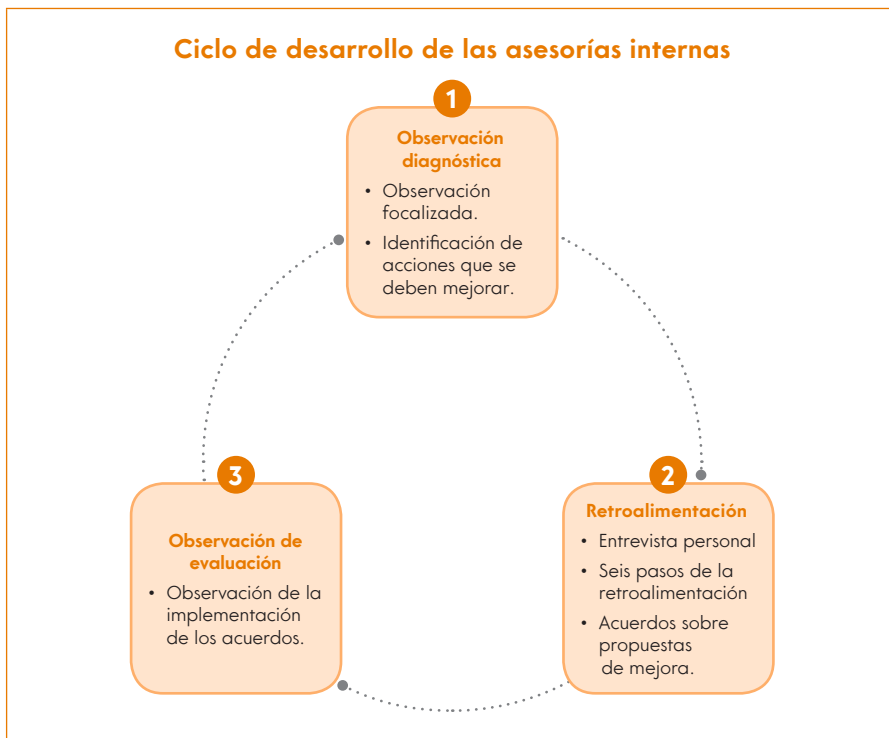 Ciclo de desarrollo de las asesorías internas
1
Observación
diagnóstica
• Observación
focalizada.
• Identificación de
acciones que se
deben mejorar.
2
Retroalimentación
• Entrevista personal
• Seis pasos de la
retroalimentación
• Acuerdos sobre
propuestas
de mejora.
3
Observación de
evaluación
• Observación de la
implementación
de los acuerdos.